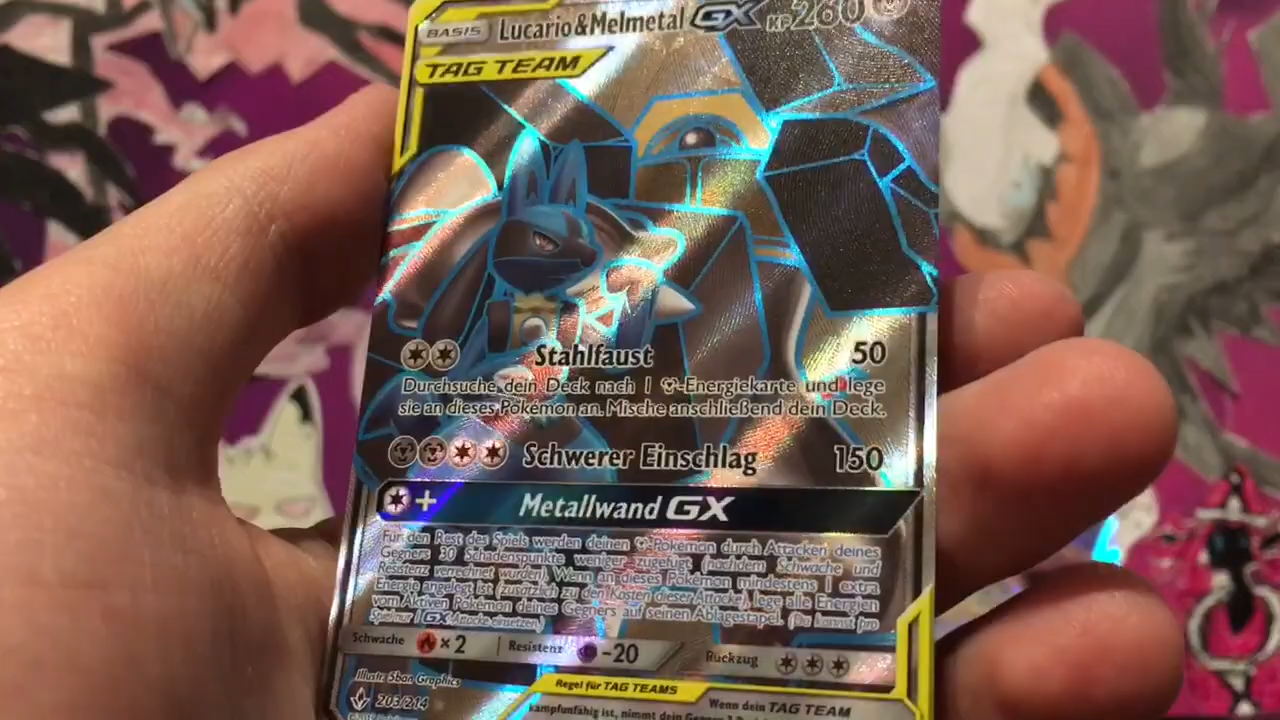 BASIS Lucario&Melmetal GX KP260
TAG TEAM
Stahlfaust 50
Durchsuche dein Deck nach 1 -Energiekarte und lege
sie an dieses Pokémon an. Mische anschließend dein Deck.
Schwerer Einschlag 150
+ Metallwand GX
Für den Rest des Spiels werden deinen -Pokémon durch Attacken deines
Gegners 30 Schadenspunkte weniger zugefügt (nachdem Schwäche und
Resistenz verrechnet wurden). Wenn an dieses Pokémon mindestens 1 extra
Energie angelegt ist (zusätzlich zu den Kosten dieser Attacke), lege alle Energien
vom Aktiven Pokémon deines Gegners auf seinen Ablagestapel. (Du kannst pro
Spiel nur 1 GX-Attacke einsetzen.)
Schwäche ×2 Resistenz -20 Rückzug
Illustr. Sban Graphics
203/214
Regel für TAG TEAMS
Wenn dein TAG TEAM
kampfunfähig ist, nimmt dein Gegner 3